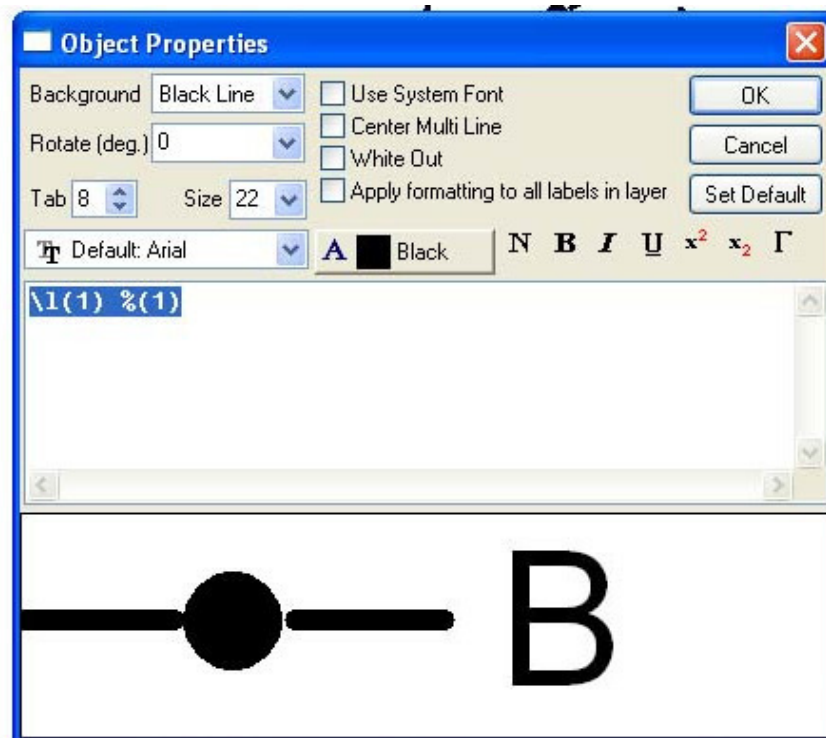 Object Properties
Background Black Line
Use System Font
OK
Rotate (deg.) 0
Center Multi Line
Cancel
White Out
Tab 8 Size 22
Apply formatting to all labels in layer
Set Default
Default: Arial
A Black
N B I U x² x₂ Γ
\l(1) %(1)
B